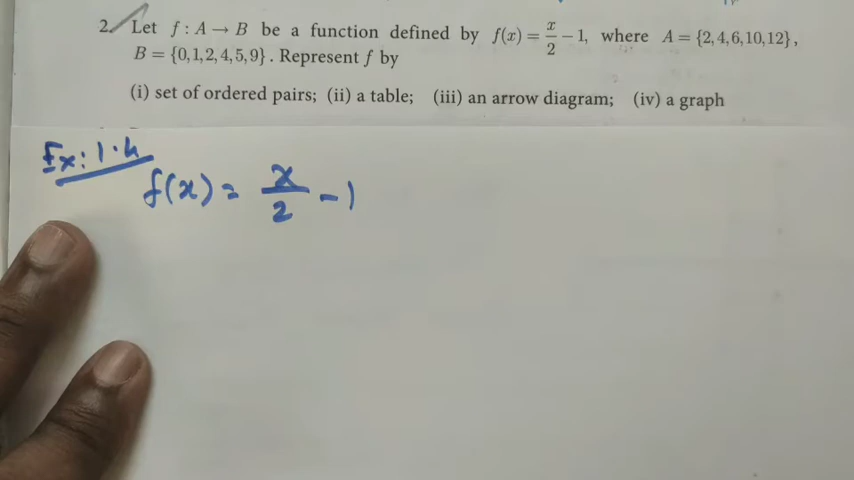 2. Let f : A → B be a function defined by f(x) = x/2 − 1, where A = {2,4,6,10,12},
B = {0,1,2,4,5,9}. Represent f by
(i) set of ordered pairs; (ii) a table; (iii) an arrow diagram; (iv) a graph
Ex: 1.4
f(x) = x/2 − 1